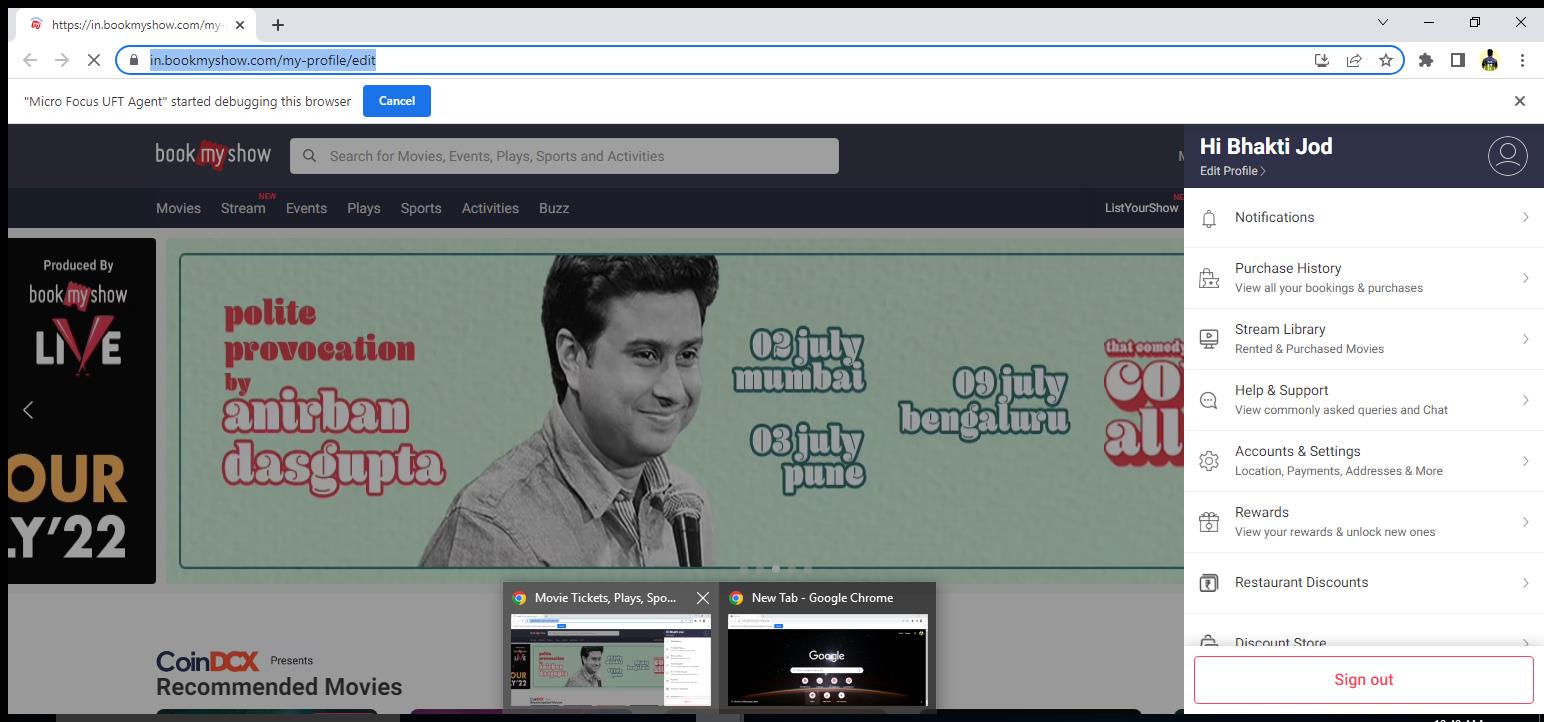 https://in.bookmyshow.com/my-
in.bookmyshow.com/my-profile/edit
"Micro Focus UFT Agent" started debugging this browser
Cancel
book my show
Search for Movies, Events, Plays, Sports and Activities
Hi Bhakti Jod
Edit Profile
Movies
Stream
NEW
Events
Plays
Sports
Activities
Buzz
ListYourShow
Produced By
book my show
LIVE
OUR
Y'22
polite
provocation
by
anirban
dasgupta
02 july
mumbai
03 july
pune
09 july
bengaluru
that comedy
CO
all
Notifications
Purchase History
View all your bookings & purchases
Stream Library
Rented & Purchased Movies
Help & Support
View commonly asked queries and Chat
Accounts & Settings
Location, Payments, Addresses & More
Rewards
View your rewards & unlock new ones
Restaurant Discounts
Discount Store
Sign out
Movie Tickets, Plays, Spo...
New Tab - Google Chrome
Google
CoinDCX Presents
Recommended Movies